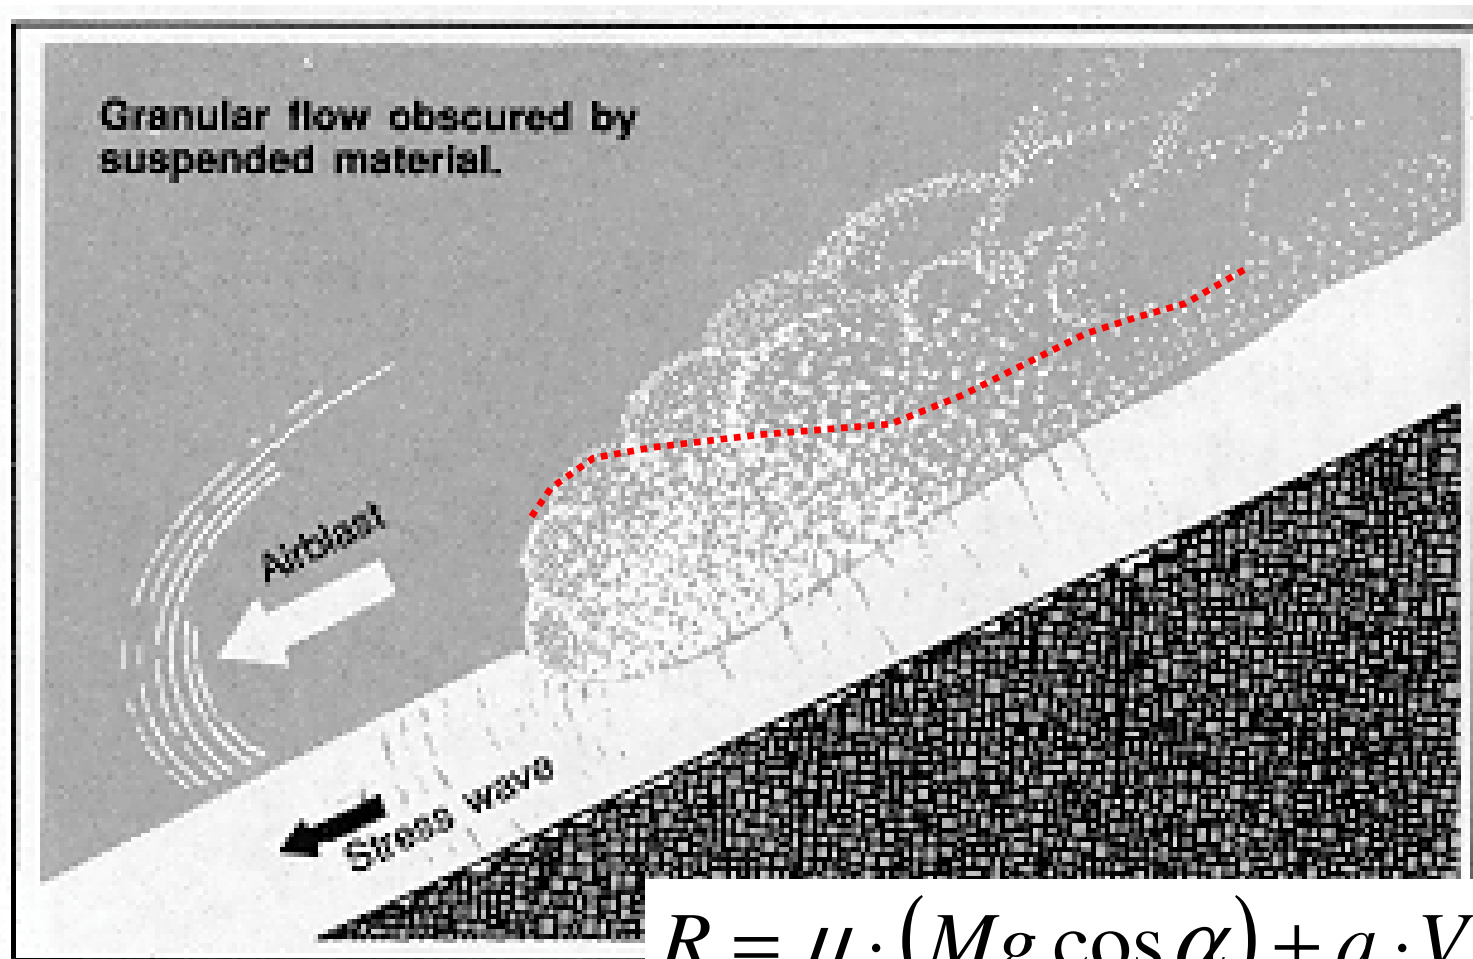 Granular flow obscured by
suspended material.
Airblast
Stress wave
R = μ · (Mg cos α) + a · V